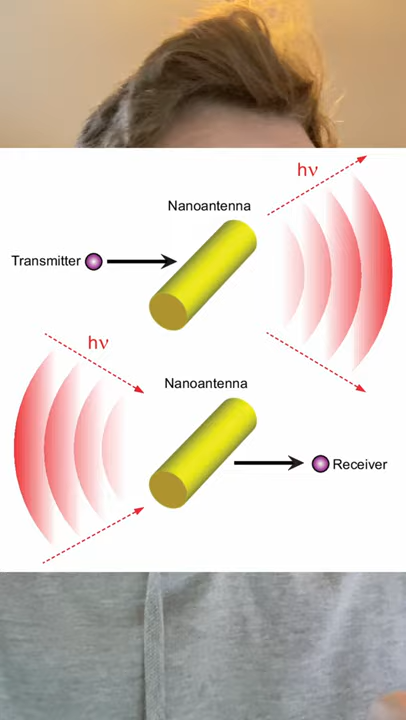 hν
Nanoantenna
Transmitter
hν
Nanoantenna
Receiver